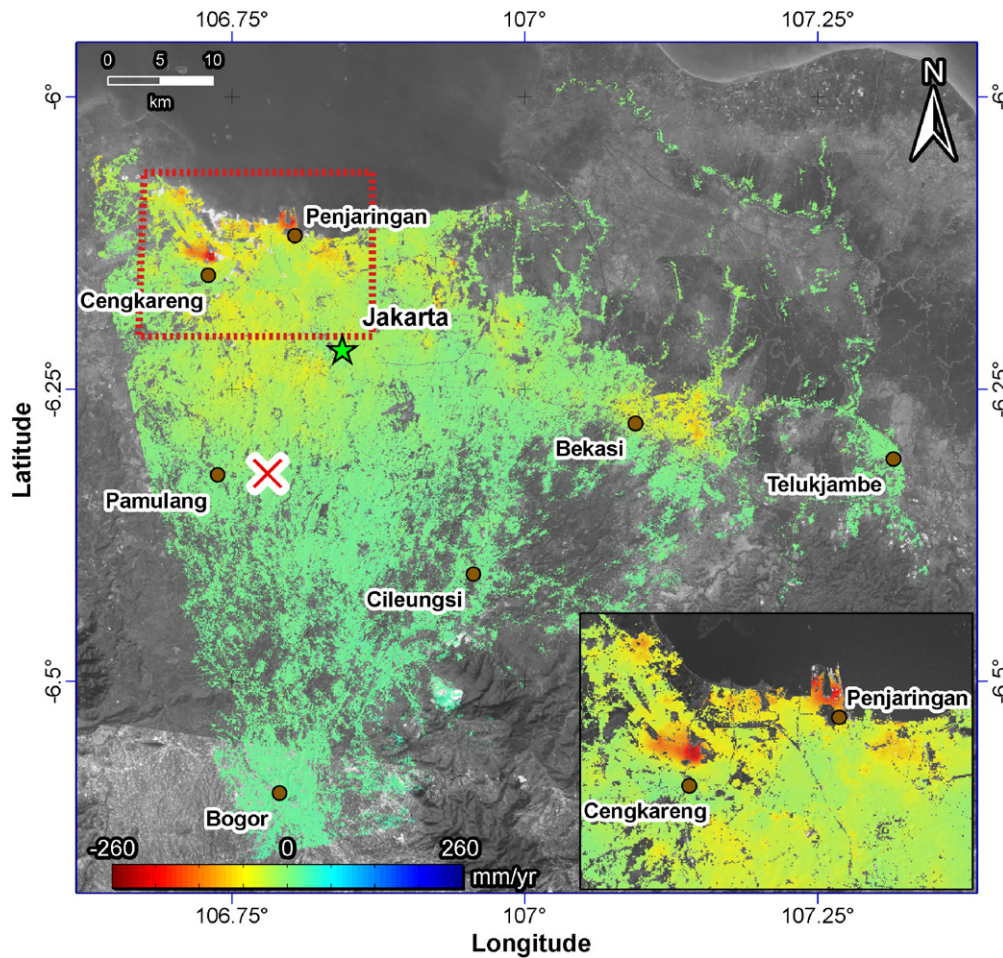 106.75° 107° 107.25°
0 5 10
km
N
-6° -6°
Penjaringan
Cengkareng
Jakarta
-6.25° -6.25°
Latitude
Bekasi
Pamulang
Telukjambe
Cileungsi
-6.5° -6.5°
Penjaringan
Cengkareng
Bogor
-260 0 260
mm/yr
106.75° 107° 107.25°
Longitude